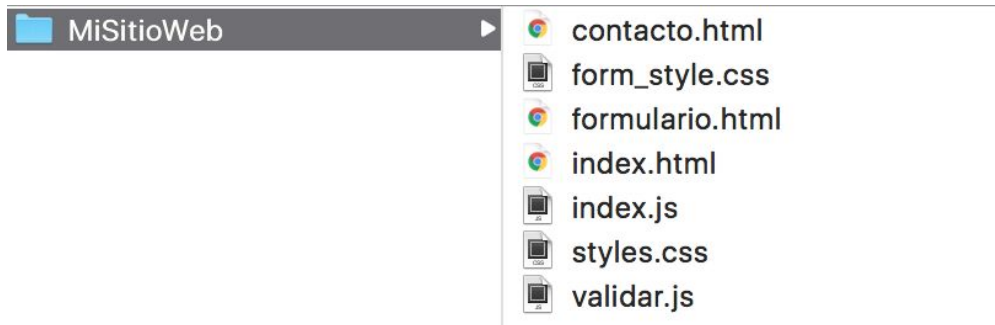 MiSitioWeb
contacto.html
form_style.css
formulario.html
index.html
index.js
styles.css
validar.js